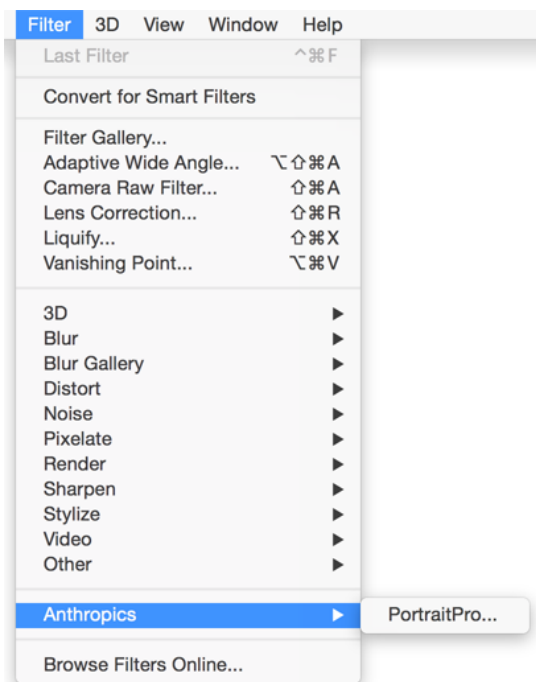 Filter 3D View Window Help
Last Filter ^⌘F
Convert for Smart Filters
Filter Gallery...
Adaptive Wide Angle... ⌥⇧⌘A
Camera Raw Filter... ⇧⌘A
Lens Correction... ⇧⌘R
Liquify... ⇧⌘X
Vanishing Point... ⌥⌘V
3D ▶
Blur ▶
Blur Gallery ▶
Distort ▶
Noise ▶
Pixelate ▶
Render ▶
Sharpen ▶
Stylize ▶
Video ▶
Other ▶
Anthropics ▶ PortraitPro...
Browse Filters Online...